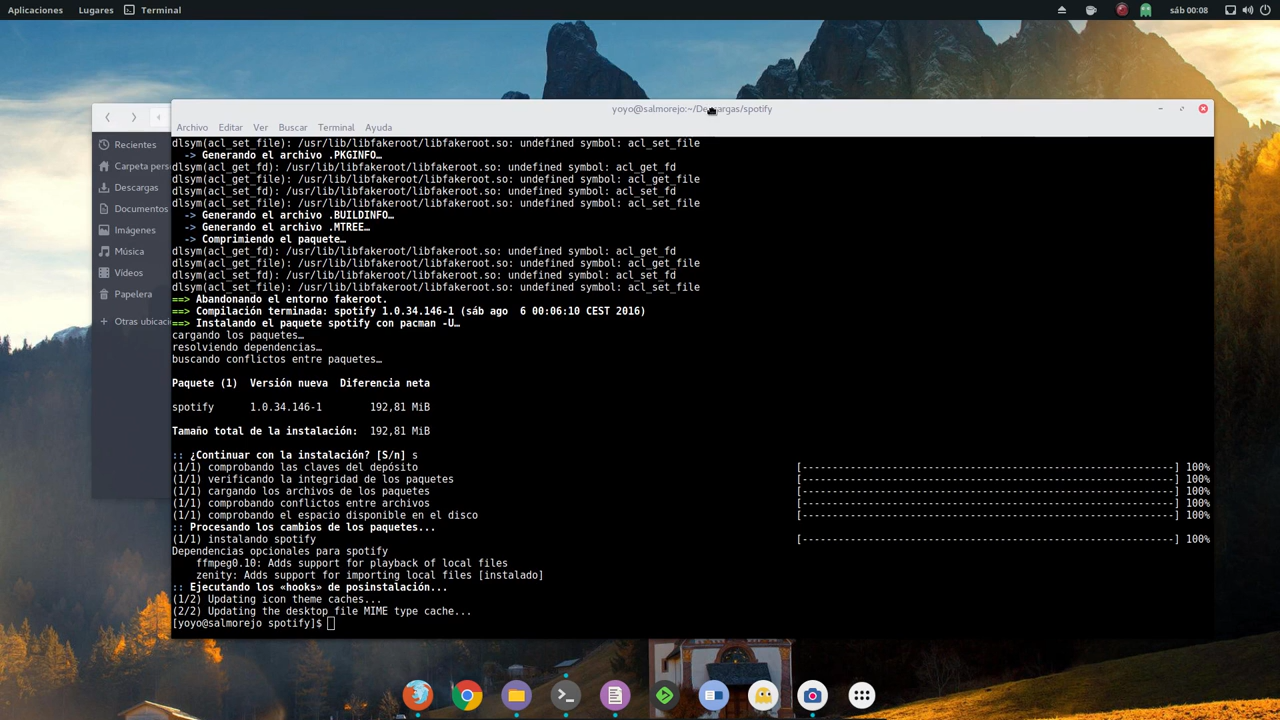 Aplicaciones Lugares Terminal sáb 00:08
yoyo@salmorejo:~/Descargas/spotify
Archivo Editar Ver Buscar Terminal Ayuda
Recientes
Carpeta pers
Descargas
Documentos
Imágenes
Música
Vídeos
Papelera
+ Otras ubicaci
dlsym(acl_set_file): /usr/lib/libfakeroot/libfakeroot.so: undefined symbol: acl_set_file
-> Generando el archivo .PKGINFO…
dlsym(acl_get_fd): /usr/lib/libfakeroot/libfakeroot.so: undefined symbol: acl_get_fd
dlsym(acl_get_file): /usr/lib/libfakeroot/libfakeroot.so: undefined symbol: acl_get_file
dlsym(acl_set_fd): /usr/lib/libfakeroot/libfakeroot.so: undefined symbol: acl_set_fd
dlsym(acl_set_file): /usr/lib/libfakeroot/libfakeroot.so: undefined symbol: acl_set_file
-> Generando el archivo .BUILDINFO…
-> Generando el archivo .MTREE…
-> Comprimiendo el paquete…
dlsym(acl_get_fd): /usr/lib/libfakeroot/libfakeroot.so: undefined symbol: acl_get_fd
dlsym(acl_get_file): /usr/lib/libfakeroot/libfakeroot.so: undefined symbol: acl_get_file
dlsym(acl_set_fd): /usr/lib/libfakeroot/libfakeroot.so: undefined symbol: acl_set_fd
dlsym(acl_set_file): /usr/lib/libfakeroot/libfakeroot.so: undefined symbol: acl_set_file
==> Abandonando el entorno fakeroot.
==> Compilación terminada: spotify 1.0.34.146-1 (sáb ago  6 00:06:10 CEST 2016)
==> Instalando el paquete spotify con pacman -U…
cargando los paquetes…
resolviendo dependencias…
buscando conflictos entre paquetes…
Paquete (1)  Versión nueva  Diferencia neta
spotify      1.0.34.146-1        192,81 MiB
Tamaño total de la instalación:  192,81 MiB
:: ¿Continuar con la instalación? [S/n] s
(1/1) comprobando las claves del depósito [--------------------------------------------------------------] 100%
(1/1) verificando la integridad de los paquetes [--------------------------------------------------------------] 100%
(1/1) cargando los archivos de los paquetes [--------------------------------------------------------------] 100%
(1/1) comprobando conflictos entre archivos [--------------------------------------------------------------] 100%
(1/1) comprobando el espacio disponible en el disco [--------------------------------------------------------------] 100%
:: Procesando los cambios de los paquetes...
(1/1) instalando spotify [--------------------------------------------------------------] 100%
Dependencias opcionales para spotify
ffmpeg0.10: Adds support for playback of local files
zenity: Adds support for importing local files [instalado]
:: Ejecutando los «hooks» de posinstalación...
(1/2) Updating icon theme caches...
(2/2) Updating the desktop file MIME type cache...
[yoyo@salmorejo spotify]$